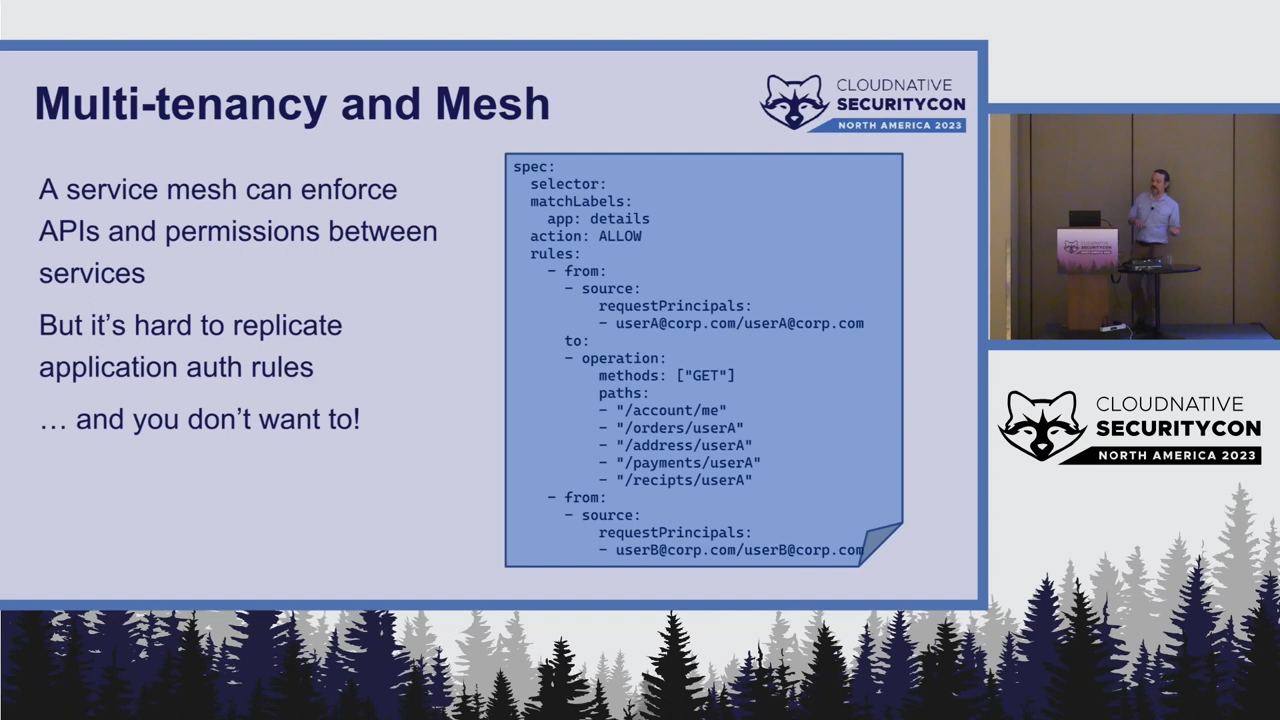 Multi-tenancy and Mesh
CLOUDNATIVE
SECURITYCON
NORTH AMERICA 2023
A service mesh can enforce
APIs and permissions between
services
But it's hard to replicate
application auth rules
… and you don't want to!
spec:
  selector:
  matchLabels:
    app: details
  action: ALLOW
  rules:
    - from:
      - source:
          requestPrincipals:
          - userA@corp.com/userA@corp.com
      to:
      - operation:
          methods: ["GET"]
          paths:
          - "/account/me"
          - "/orders/userA"
          - "/address/userA"
          - "/payments/userA"
          - "/recipts/userA"
    - from:
      - source:
          requestPrincipals:
          - userB@corp.com/userB@corp.com
CLOUDNATIVE
SECURITYCON
NORTH AMERICA 2023